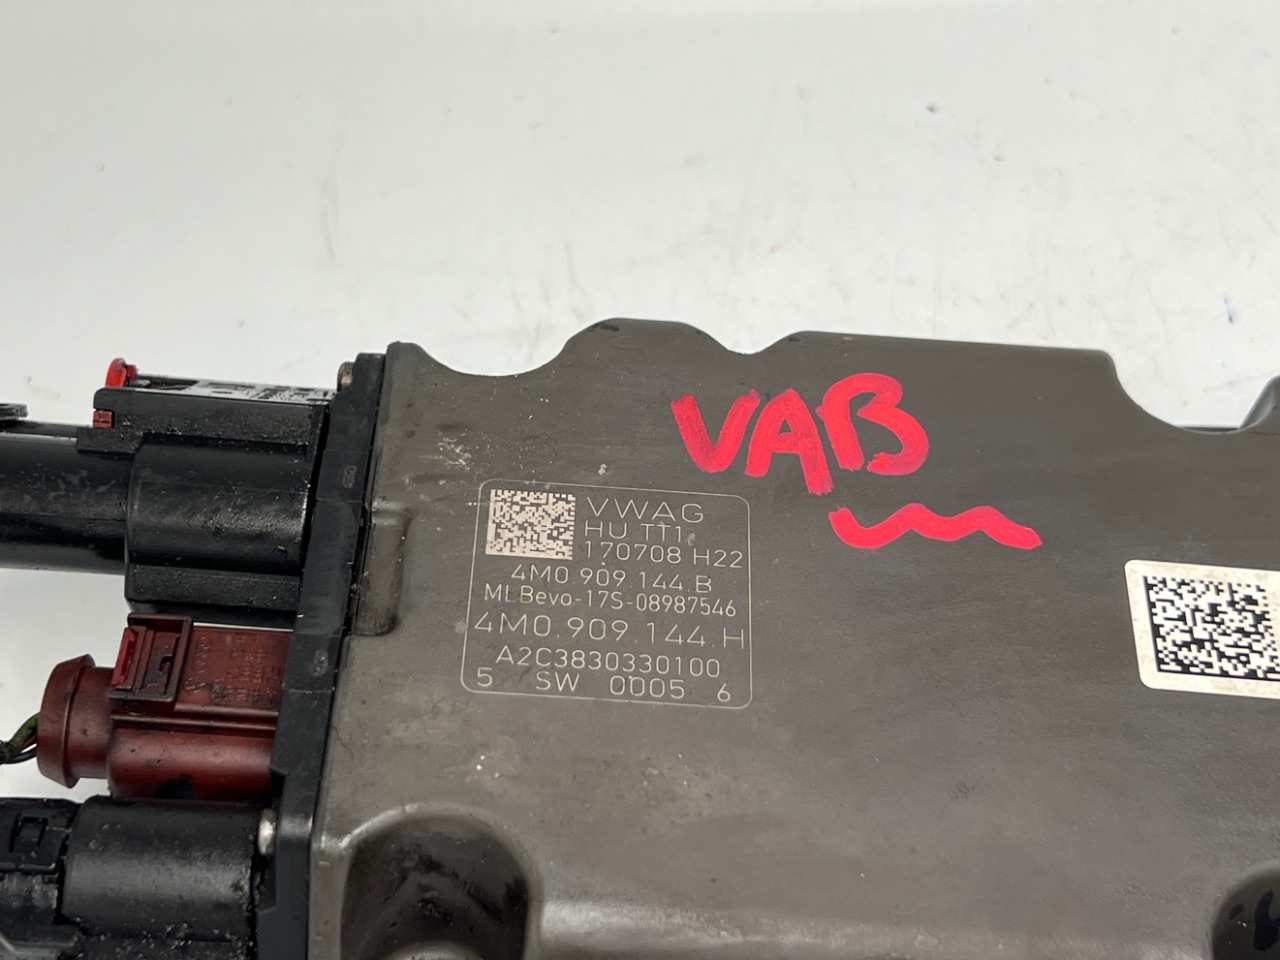 VAB
VWAG
HU TT1
170708 H22
4M0.909.144.B
MLBevo-17S-08987546
4M0.909.144.H
A2C3830330100
5 SW 0005 6